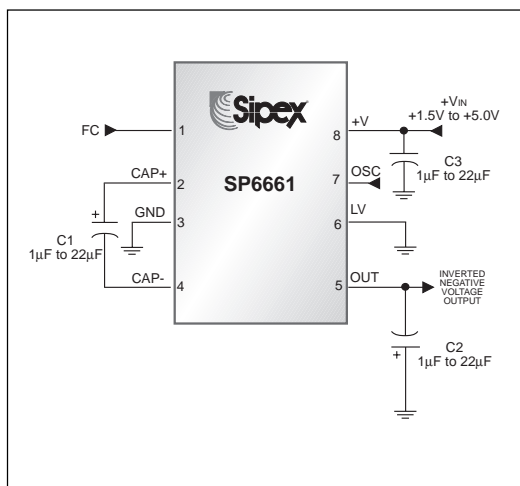 Sipex
SP6661
FC
1
CAP+
2
GND
3
+
C1
1µF to 22µF
CAP-
4
+VIN
+1.5V to +5.0V
+V
8
C3
1µF to 22µF
OSC
7
LV
6
OUT
5
INVERTED
NEGATIVE
VOLTAGE
OUTPUT
C2
1µF to 22µF
+